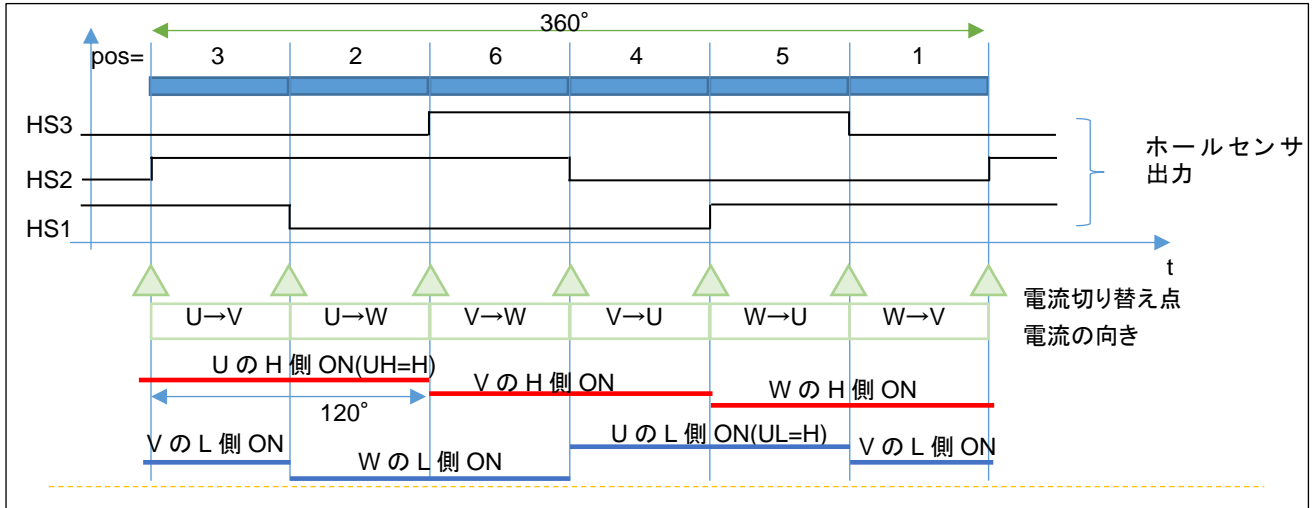 360°
pos= 3 2 6 4 5 1
HS3
HS2
HS1
ホールセンサ
出力
t
電流切り替え点
U→V U→W V→W V→U W→U W→V
電流の向き
U の H 側 ON(UH=H)
V の H 側 ON
W の H 側 ON
120°
V の L 側 ON
W の L 側 ON
U の L 側 ON(UL=H)
V の L 側 ON